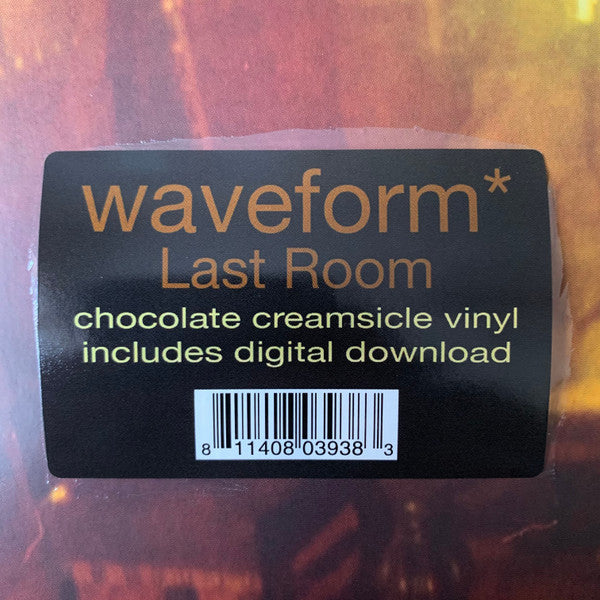 waveform*
Last Room
chocolate creamsicle vinyl
includes digital download
8 11408 03938 3